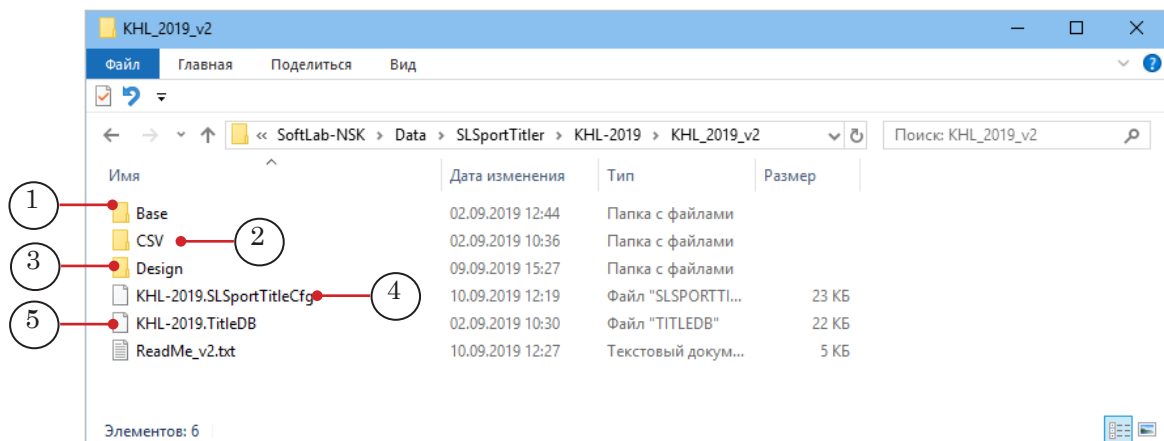 KHL_2019_v2
Файл Главная Поделиться Вид
« SoftLab-NSK > Data > SLSportTitler > KHL-2019 > KHL_2019_v2 Поиск: KHL_2019_v2
Имя Дата изменения Тип Размер
1 Base 02.09.2019 12:44 Папка с файлами
CSV 2 02.09.2019 10:36 Папка с файлами
3 Design 09.09.2019 15:27 Папка с файлами
KHL-2019.SLSportTitleCfg 4 10.09.2019 12:19 Файл "SLSPORTTI... 23 КБ
5 KHL-2019.TitleDB 02.09.2019 10:30 Файл "TITLEDB" 22 КБ
ReadMe_v2.txt 10.09.2019 12:27 Текстовый докум... 5 КБ
Элементов: 6